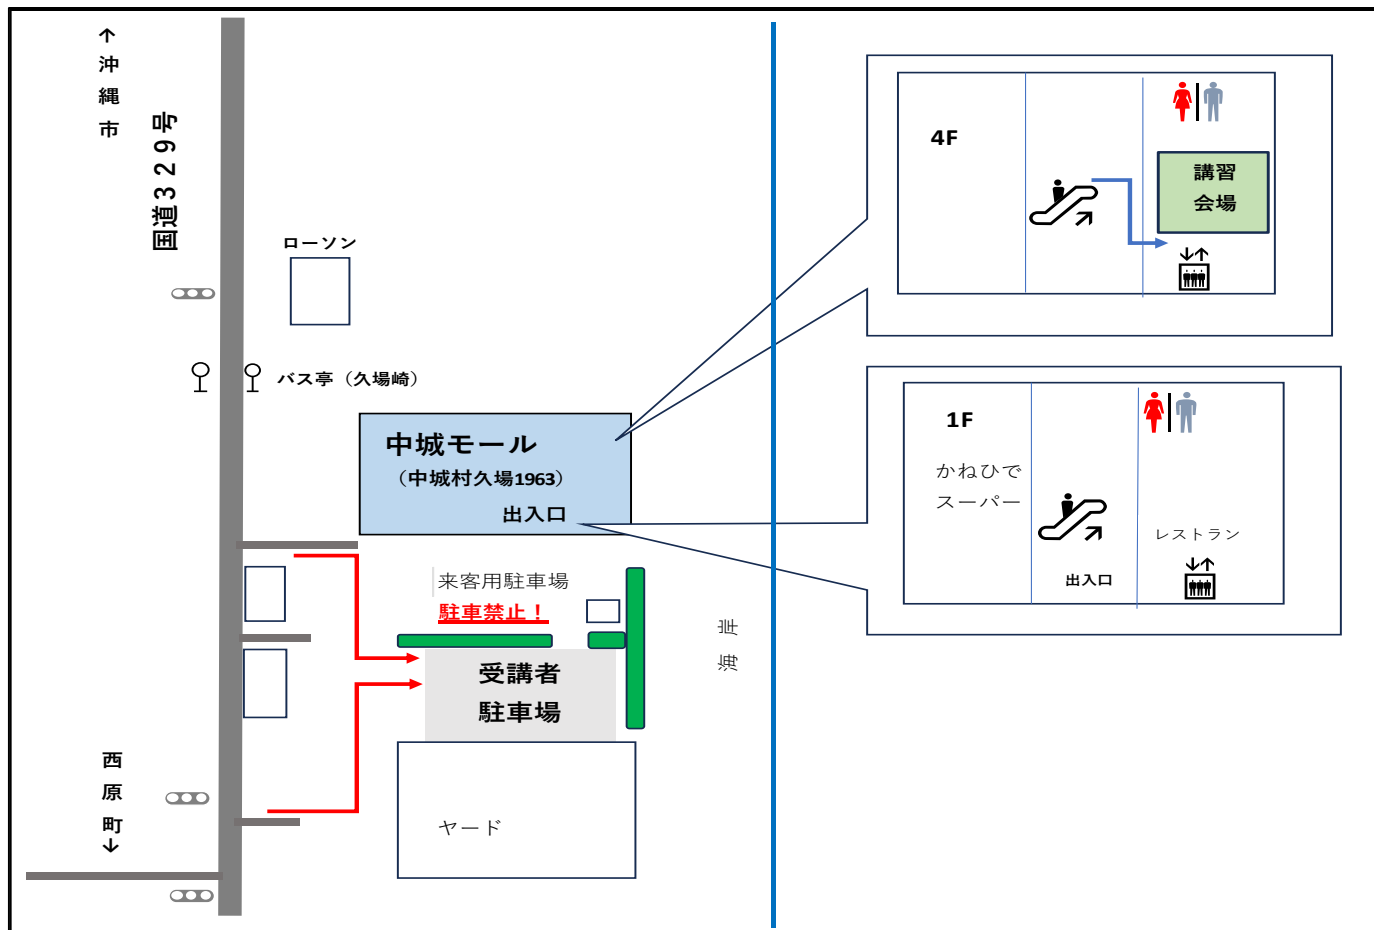 ↑沖縄市
国道３２９号
ローソン
バス亭（久場崎）
中城モール
（中城村久場1963）
出入口
来客用駐車場
駐車禁止！
受講者
駐車場
ヤード
西原町↓
海岸
4F
講習
会場
↓↑
1F
かねひで
スーパー
レストラン
出入口
↓↑